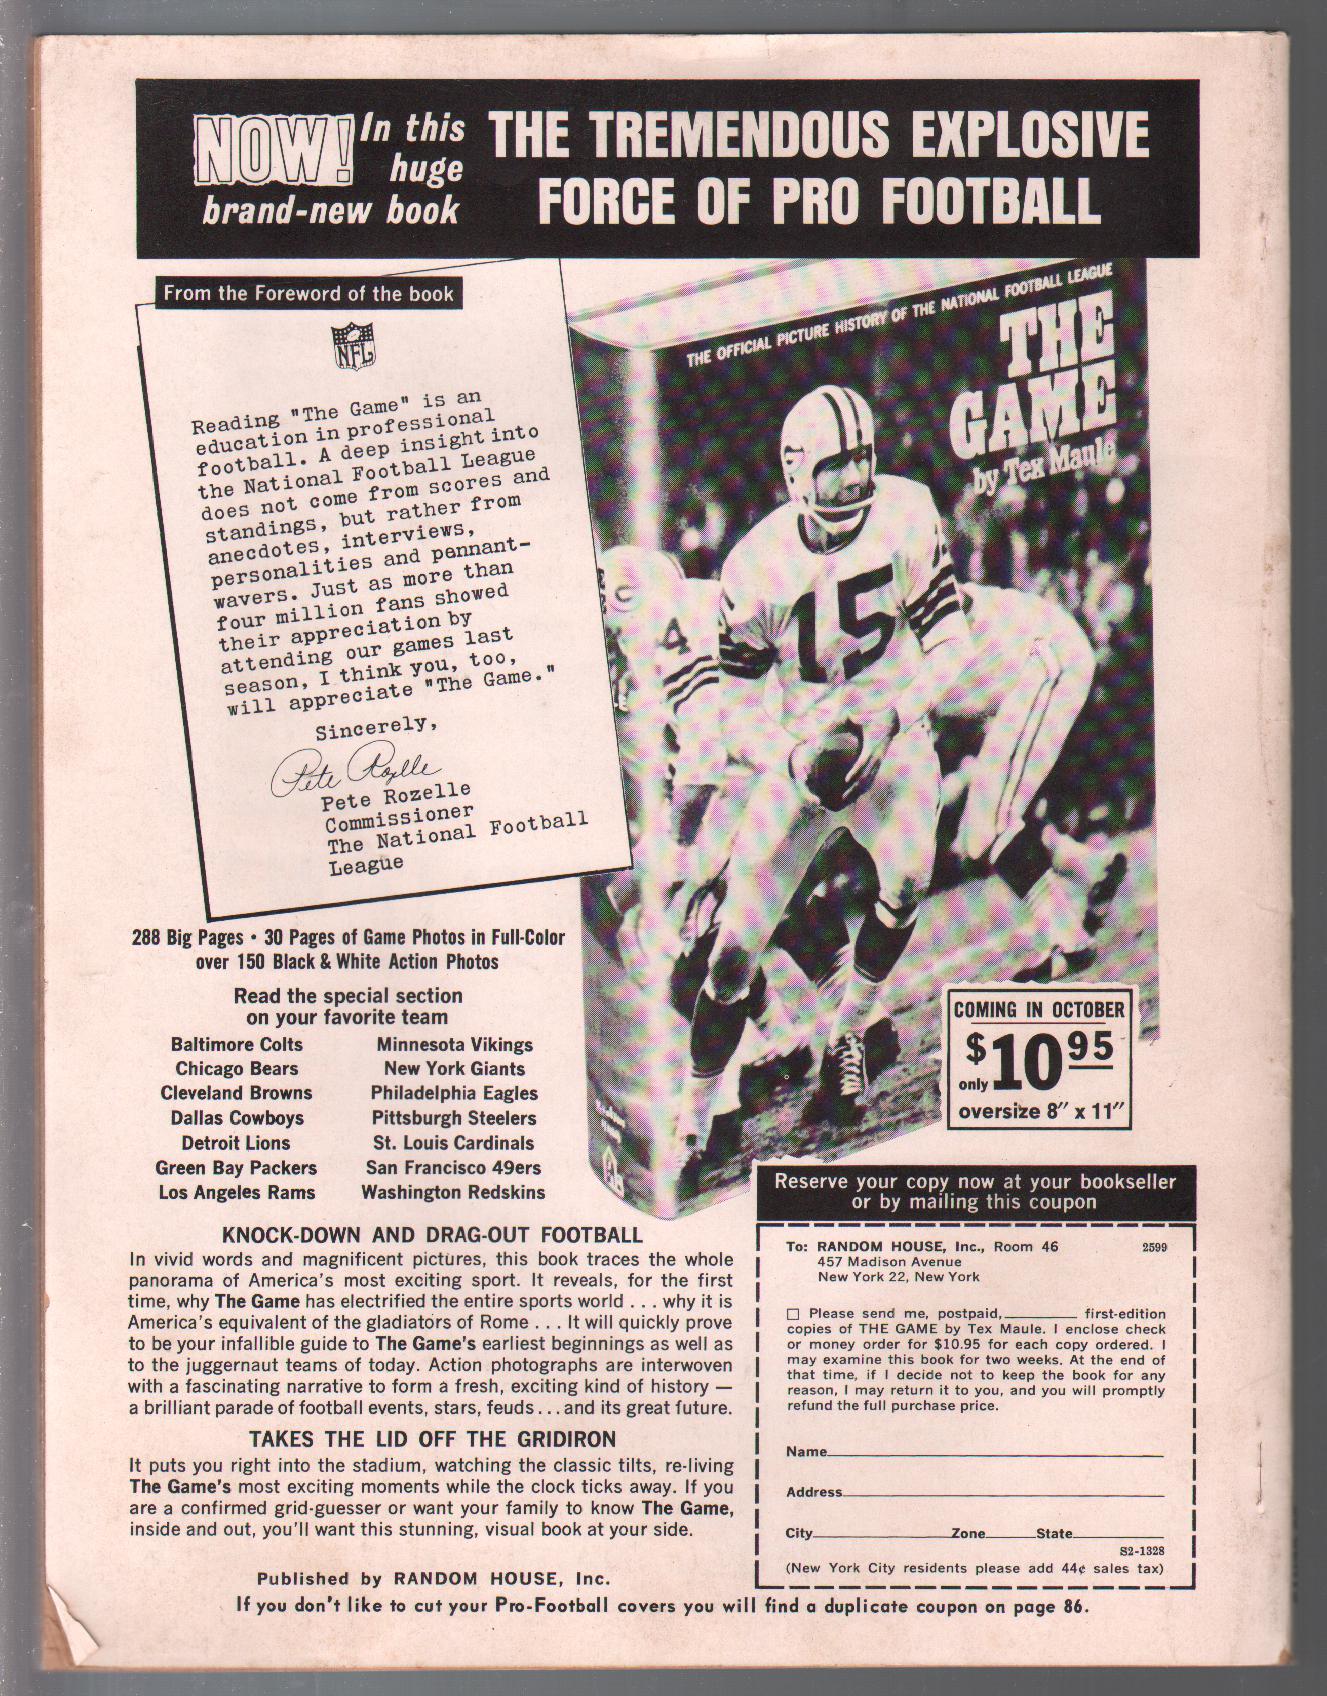 NOW! In this
huge
brand-new book
THE TREMENDOUS EXPLOSIVE
FORCE OF PRO FOOTBALL
From the Foreword of the book
NFL
Reading "The Game" is an
education in professional
football. A deep insight into
the National Football League
does not come from scores and
standings, but rather from
anecdotes, interviews,
personalities and pennant-
wavers. Just as more than
four million fans showed
their appreciation by
attending our games last
season, I think you, too,
will appreciate "The Game."
Sincerely,
Pete Rozelle
Pete Rozelle
Commissioner
The National Football
League
THE OFFICIAL PICTURE HISTORY OF THE NATIONAL FOOTBALL LEAGUE
THE
GAME
by Tex Maule
15
4
288 Big Pages • 30 Pages of Game Photos in Full-Color
over 150 Black & White Action Photos
Read the special section
on your favorite team
Baltimore Colts
Chicago Bears
Cleveland Browns
Dallas Cowboys
Detroit Lions
Green Bay Packers
Los Angeles Rams
Minnesota Vikings
New York Giants
Philadelphia Eagles
Pittsburgh Steelers
St. Louis Cardinals
San Francisco 49ers
Washington Redskins
COMING IN OCTOBER
only $10 95
oversize 8″ x 11″
KNOCK-DOWN AND DRAG-OUT FOOTBALL
In vivid words and magnificent pictures, this book traces the whole
panorama of America's most exciting sport. It reveals, for the first
time, why The Game has electrified the entire sports world . . . why it is
America's equivalent of the gladiators of Rome . . . It will quickly prove
to be your infallible guide to The Game's earliest beginnings as well as
to the juggernaut teams of today. Action photographs are interwoven
with a fascinating narrative to form a fresh, exciting kind of history —
a brilliant parade of football events, stars, feuds . . . and its great future.
TAKES THE LID OFF THE GRIDIRON
It puts you right into the stadium, watching the classic tilts, re-living
The Game's most exciting moments while the clock ticks away. If you
are a confirmed grid-guesser or want your family to know The Game,
inside and out, you'll want this stunning, visual book at your side.
Published by RANDOM HOUSE, Inc.
Reserve your copy now at your bookseller
or by mailing this coupon
To: RANDOM HOUSE, Inc., Room 46 2599
457 Madison Avenue
New York 22, New York
☐ Please send me, postpaid,________ first-edition
copies of THE GAME by Tex Maule. I enclose check
or money order for $10.95 for each copy ordered. I
may examine this book for two weeks. At the end of
that time, if I decide not to keep the book for any
reason, I may return it to you, and you will promptly
refund the full purchase price.
Name
Address
City Zone State
S2-1328
(New York City residents please add 44¢ sales tax)
If you don't like to cut your Pro-Football covers you will find a duplicate coupon on page 86.